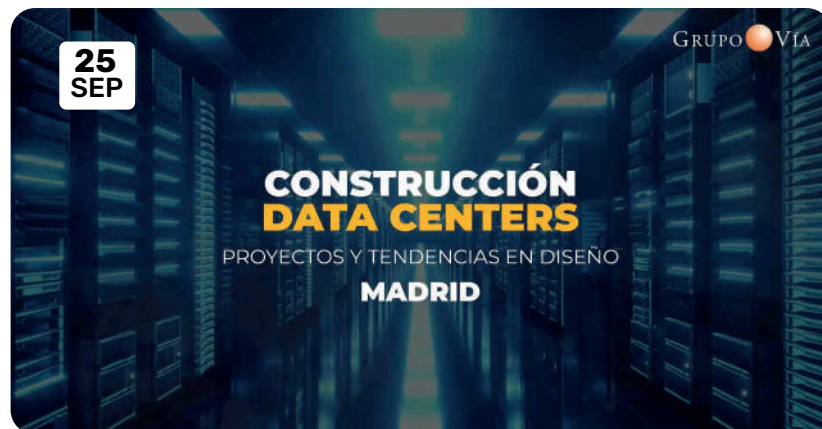 25
SEP
GRUPO VÍA
CONSTRUCCIÓN
DATA CENTERS
PROYECTOS Y TENDENCIAS EN DISEÑO
MADRID